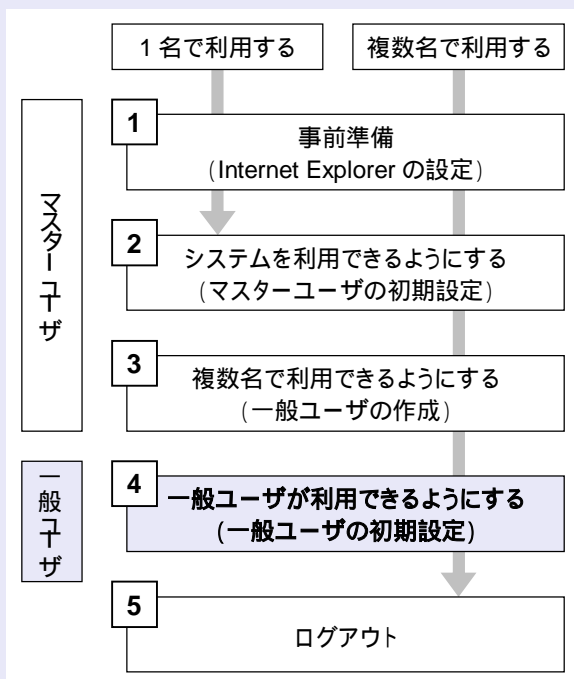 1 名で利用する
複数名で利用する
マスターユーザ
1
事前準備
(Internet Explorer の設定)
2
システムを利用できるようにする
(マスターユーザの初期設定)
3
複数名で利用できるようにする
(一般ユーザの作成)
一般ユーザ
4
一般ユーザが利用できるようにする
(一般ユーザの初期設定)
5
ログアウト